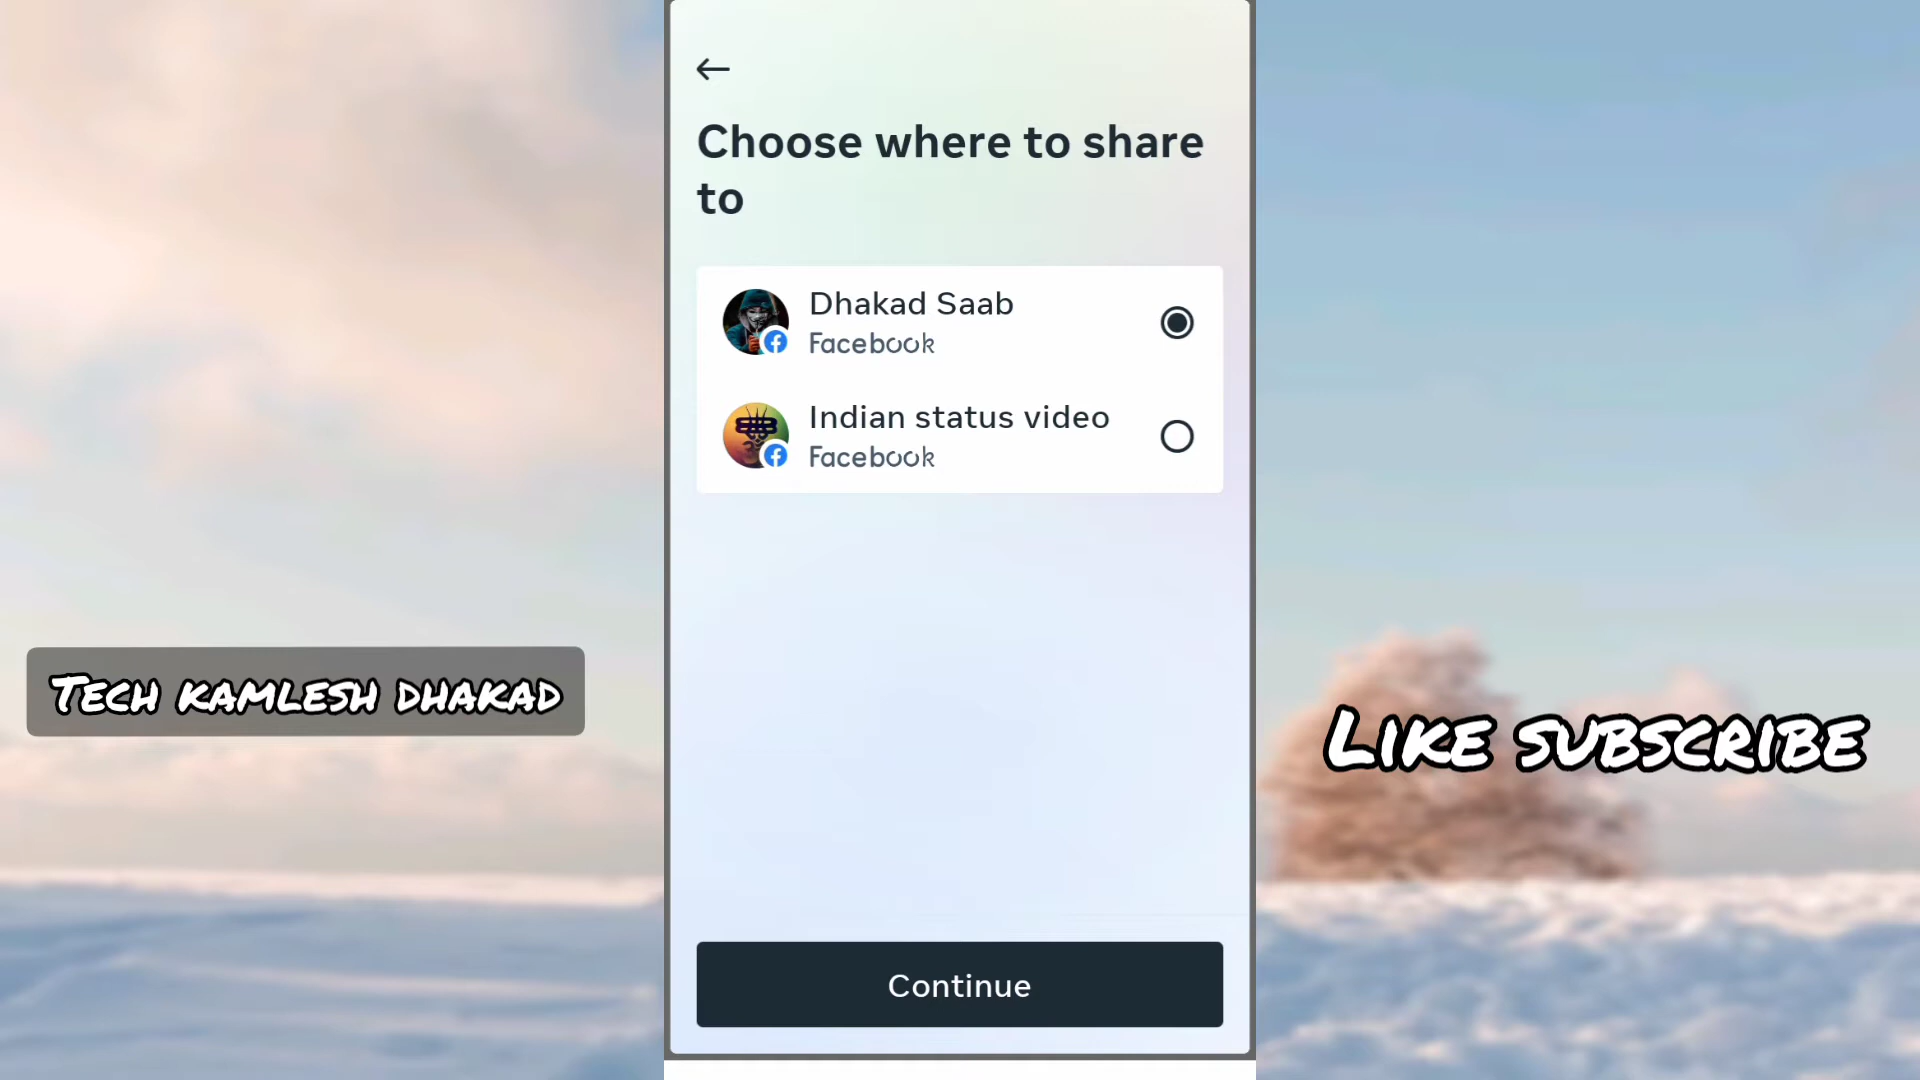 Choose where to share
to
Dhakad Saab
Facebook
Indian status video
Facebook
Continue
Tech kamlesh dhakad
Like subscribe